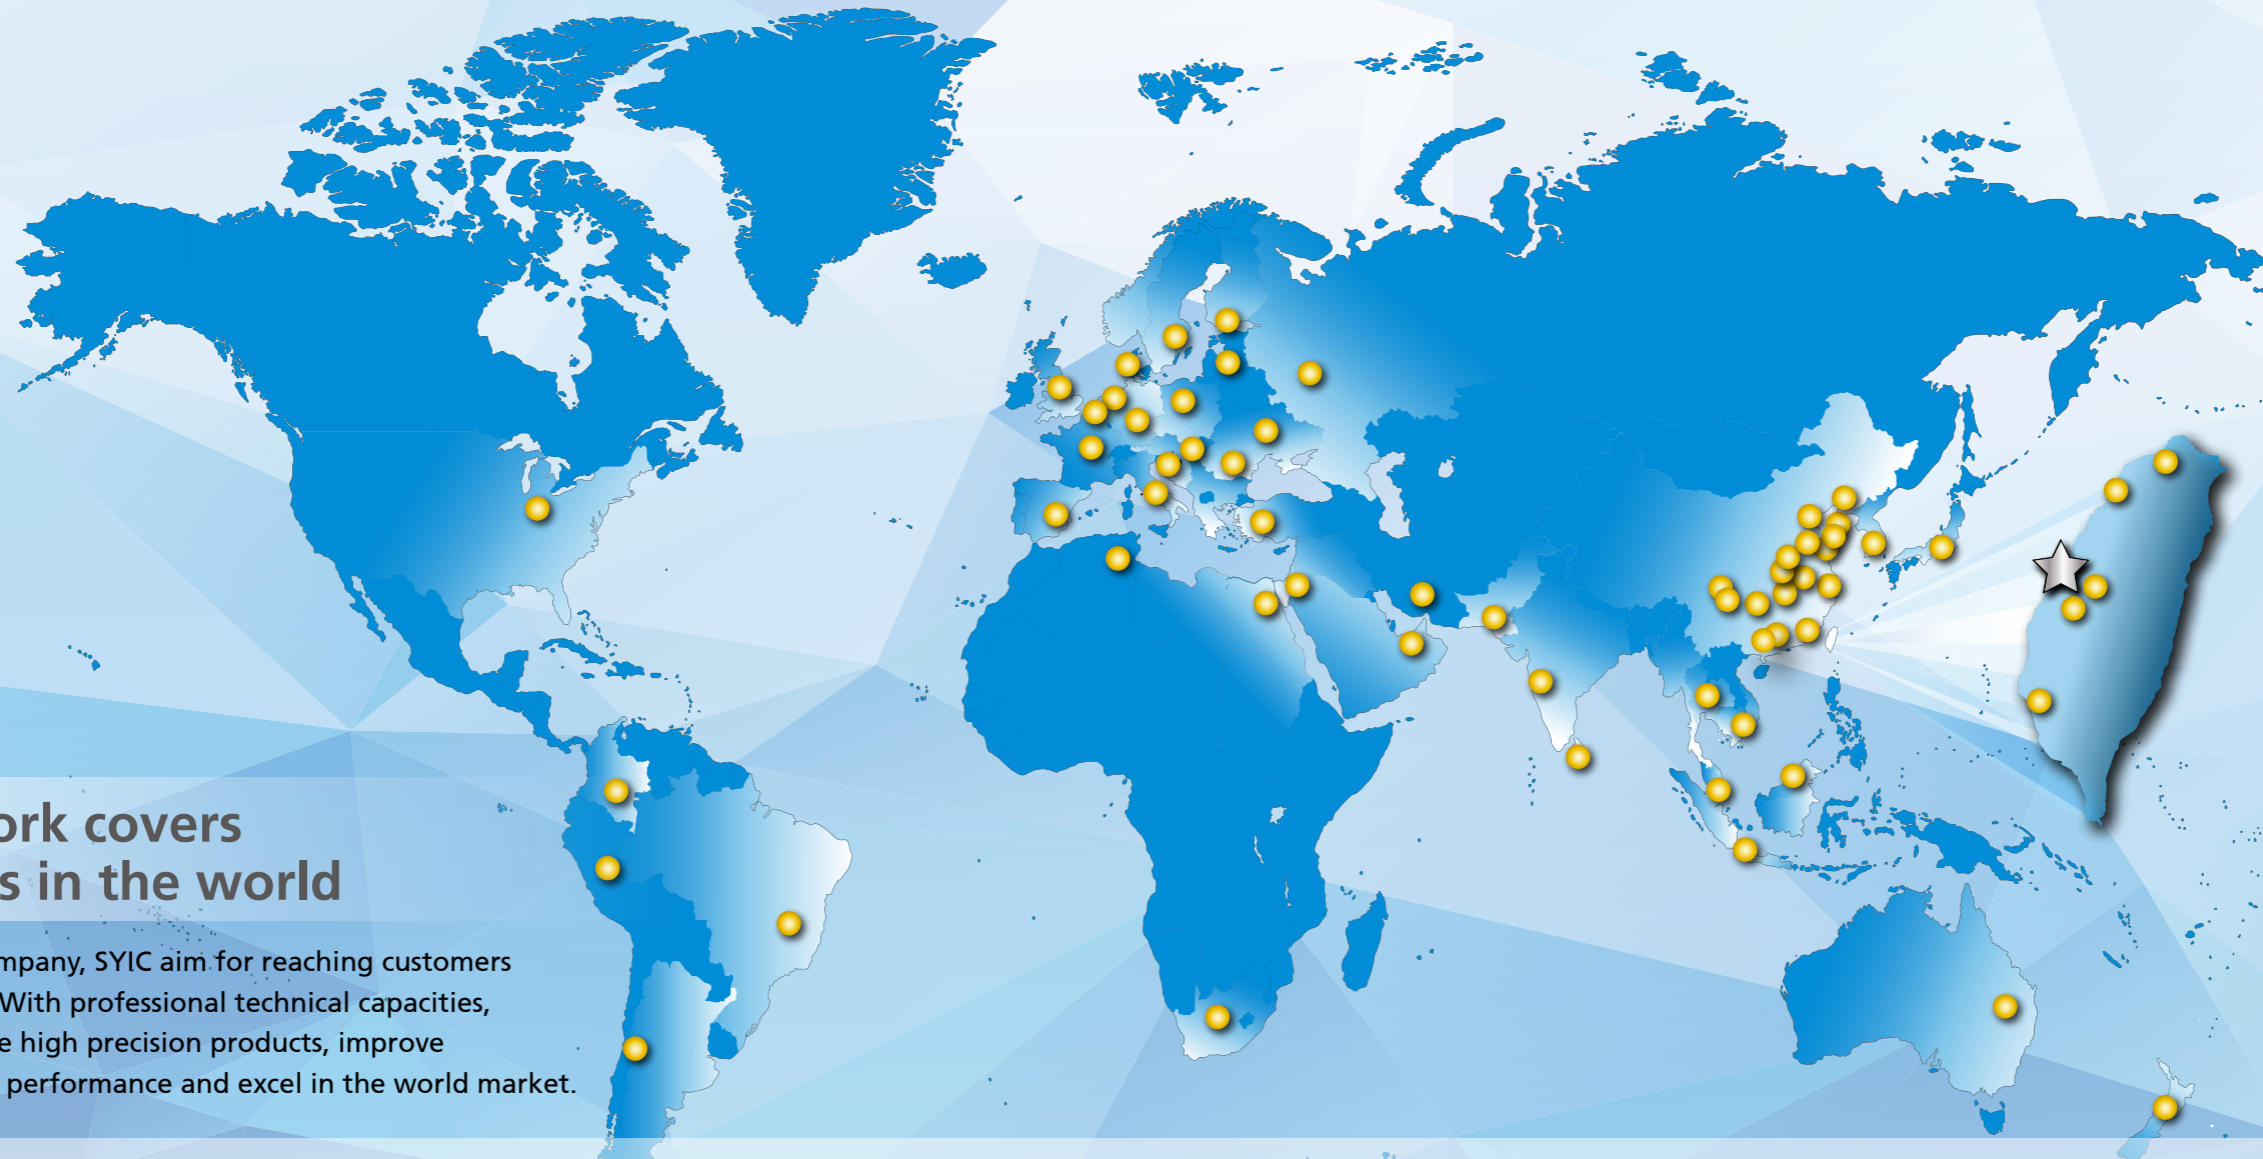 ork covers
s in the world
mpany, SYIC aim for reaching customers
With professional technical capacities,
e high precision products, improve
performance and excel in the world market.